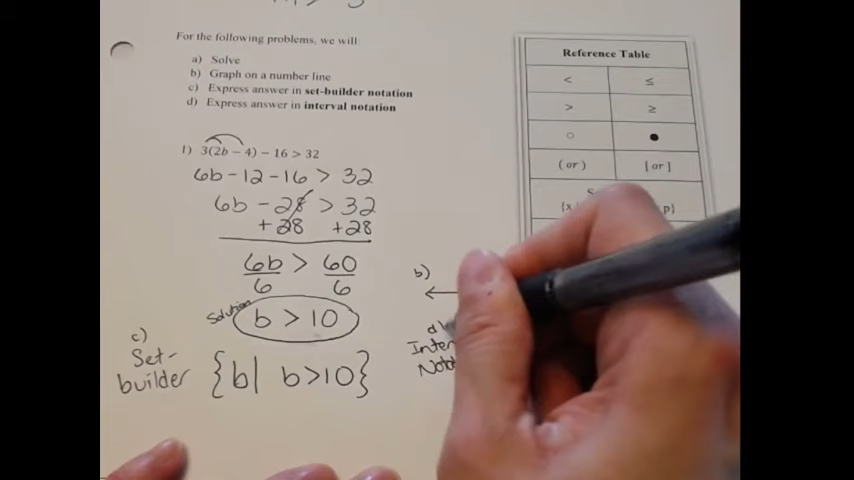 For the following problems, we will:
a) Solve
b) Graph on a number line
c) Express answer in set-builder notation
d) Express answer in interval notation
1) 3(2b - 4) - 16 > 32
6b - 12 - 16 > 32
6b - 28 > 32
+28 +28
6b > 60
6 6
Solution
b > 10
c)
Set-
builder
{b| b>10}
b)
d)
Reference Table
< ≤
> ≥
○ ●
( or ) [ or ]